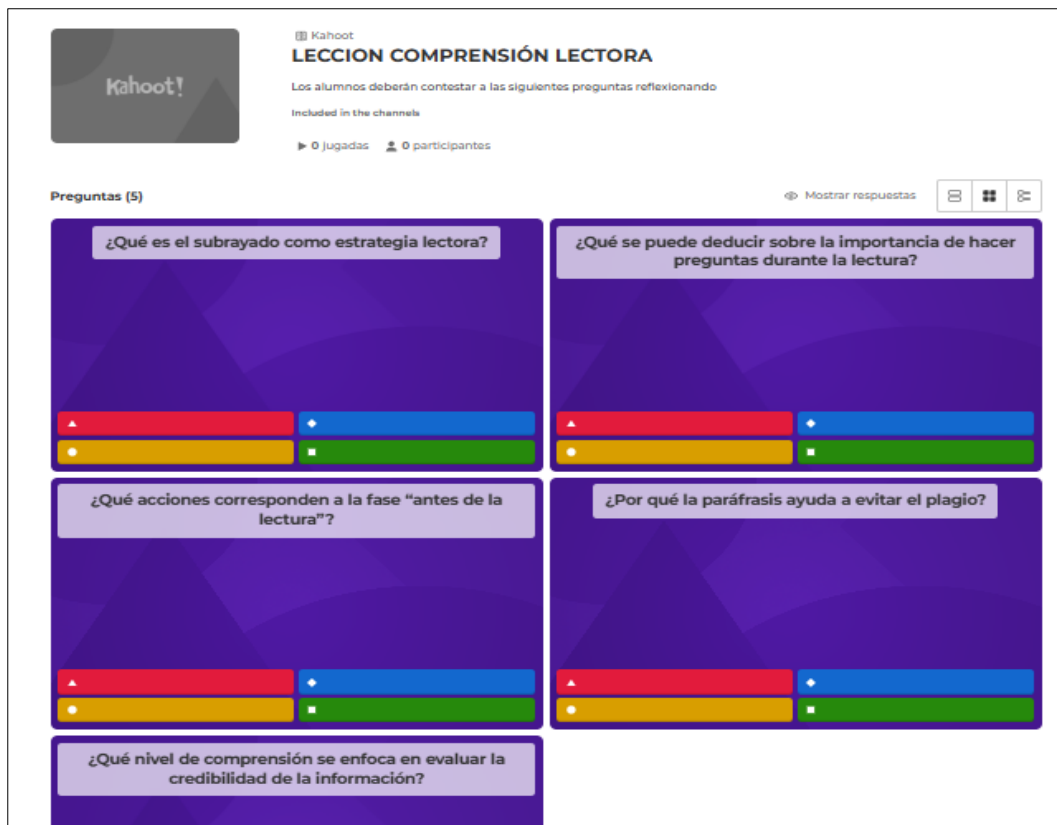 Kahoot!
Kahoot
LECCION COMPRENSIÓN LECTORA
Los alumnos deberán contestar a las siguientes preguntas reflexionando
Included in the channels
0 jugadas 0 participantes
Preguntas (5)
Mostrar respuestas
¿Qué es el subrayado como estrategia lectora?
¿Qué se puede deducir sobre la importancia de hacer
preguntas durante la lectura?
¿Qué acciones corresponden a la fase “antes de la
lectura”?
¿Por qué la paráfrasis ayuda a evitar el plagio?
¿Qué nivel de comprensión se enfoca en evaluar la
credibilidad de la información?